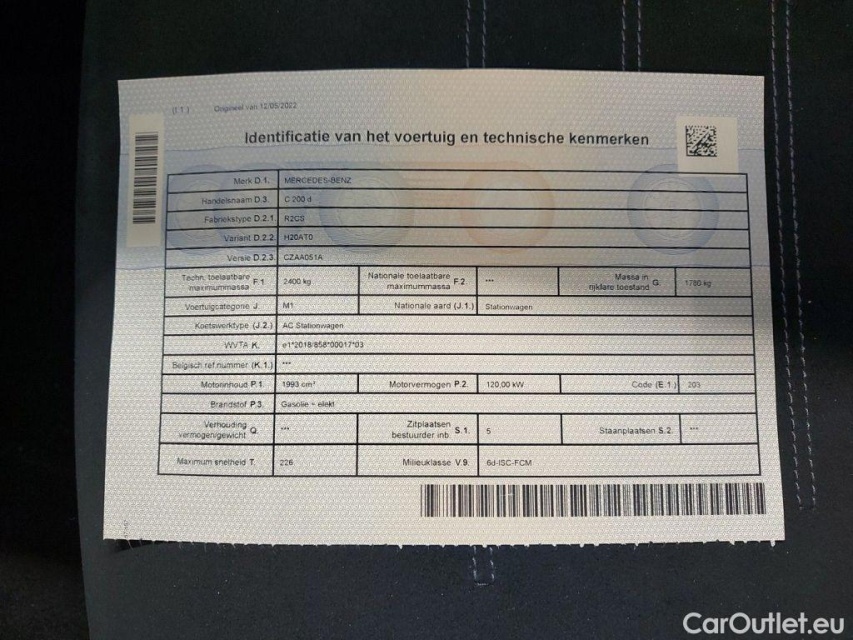 (E 1)
Origineel van 12/05/2022
Identificatie van het voertuig en technische kenmerken
Merk D.1. MERCEDES-BENZ
Handelsnaam D.3. C 200 d
Fabriekstype D.2.1. R2CS
Variant D.2.2. H20AT0
Versie D.2.3. CZAA051A
Techn. toelaatbare maximummassa F.1. 2400 kg Nationale toelaatbare maximummassa F.2. --- Massa in rijklare toestand G. 1780 kg
Voertuigcategorie J. M1 Nationale aard (J.1.) Stationwagen
Koetswerktype (J.2.) AC Stationwagen
WVTA K. e1*2018/858*00017*03
Belgisch ref.nummer (K.1.) ---
Motorinhoud P.1. 1993 cm³ Motorvermogen P.2. 120,00 kW Code (E.1.) 203
Brandstof P.3. Gasolie + elekt
Verhouding vermogen/gewicht Q. --- Zitplaatsen bestuurder inb. S.1. 5 Staanplaatsen S.2. ---
Maximum snelheid T. 226 Milieuklasse V.9. 6d-ISC-FCM
CarOutlet.eu